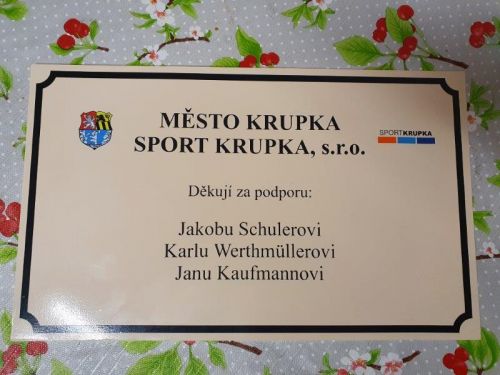 MĚSTO KRUPKA
SPORT KRUPKA, s.r.o.
SPORTKRUPKA
Děkují za podporu:
Jakobu Schulerovi
Karlu Werthmüllerovi
Janu Kaufmannovi